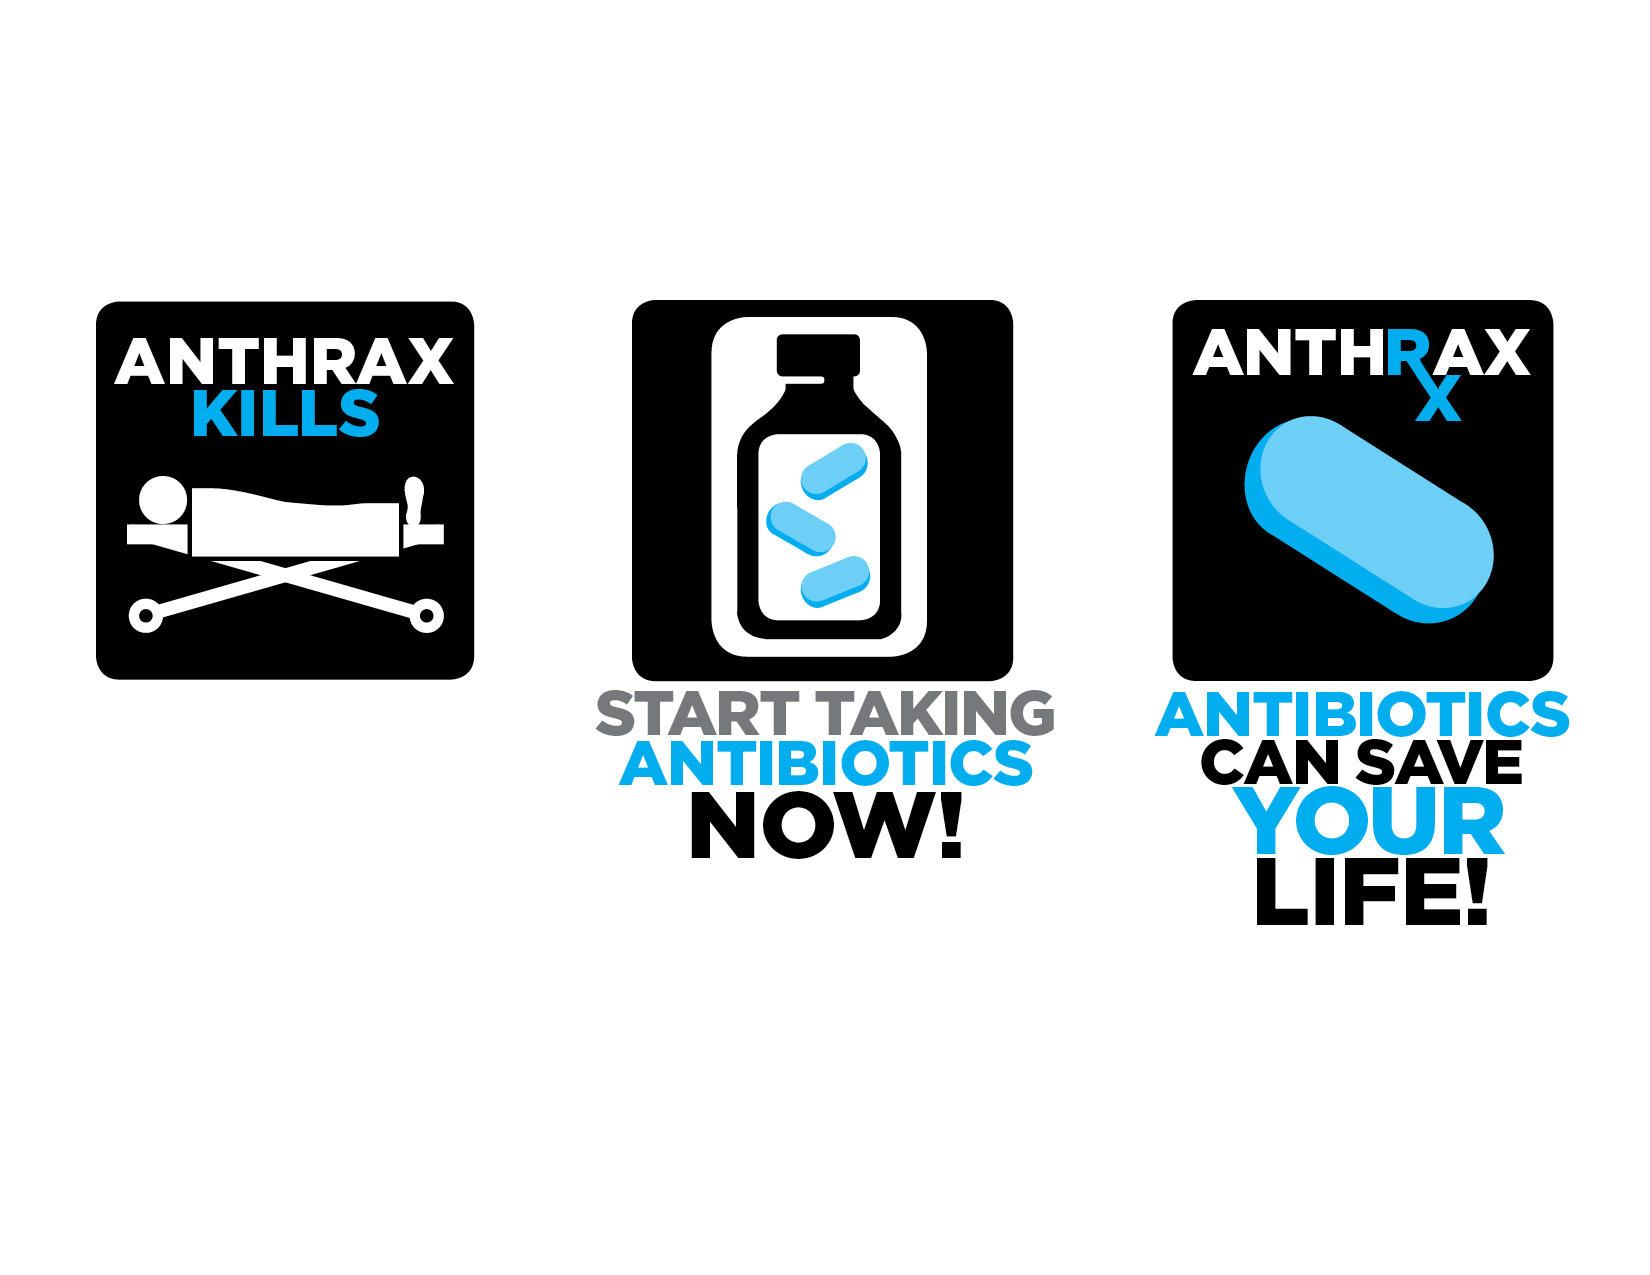 ANTHRAX
KILLS
START TAKING
ANTIBIOTICS
NOW!
ANTHRAX
X
ANTIBIOTICS
CAN SAVE
YOUR
LIFE!